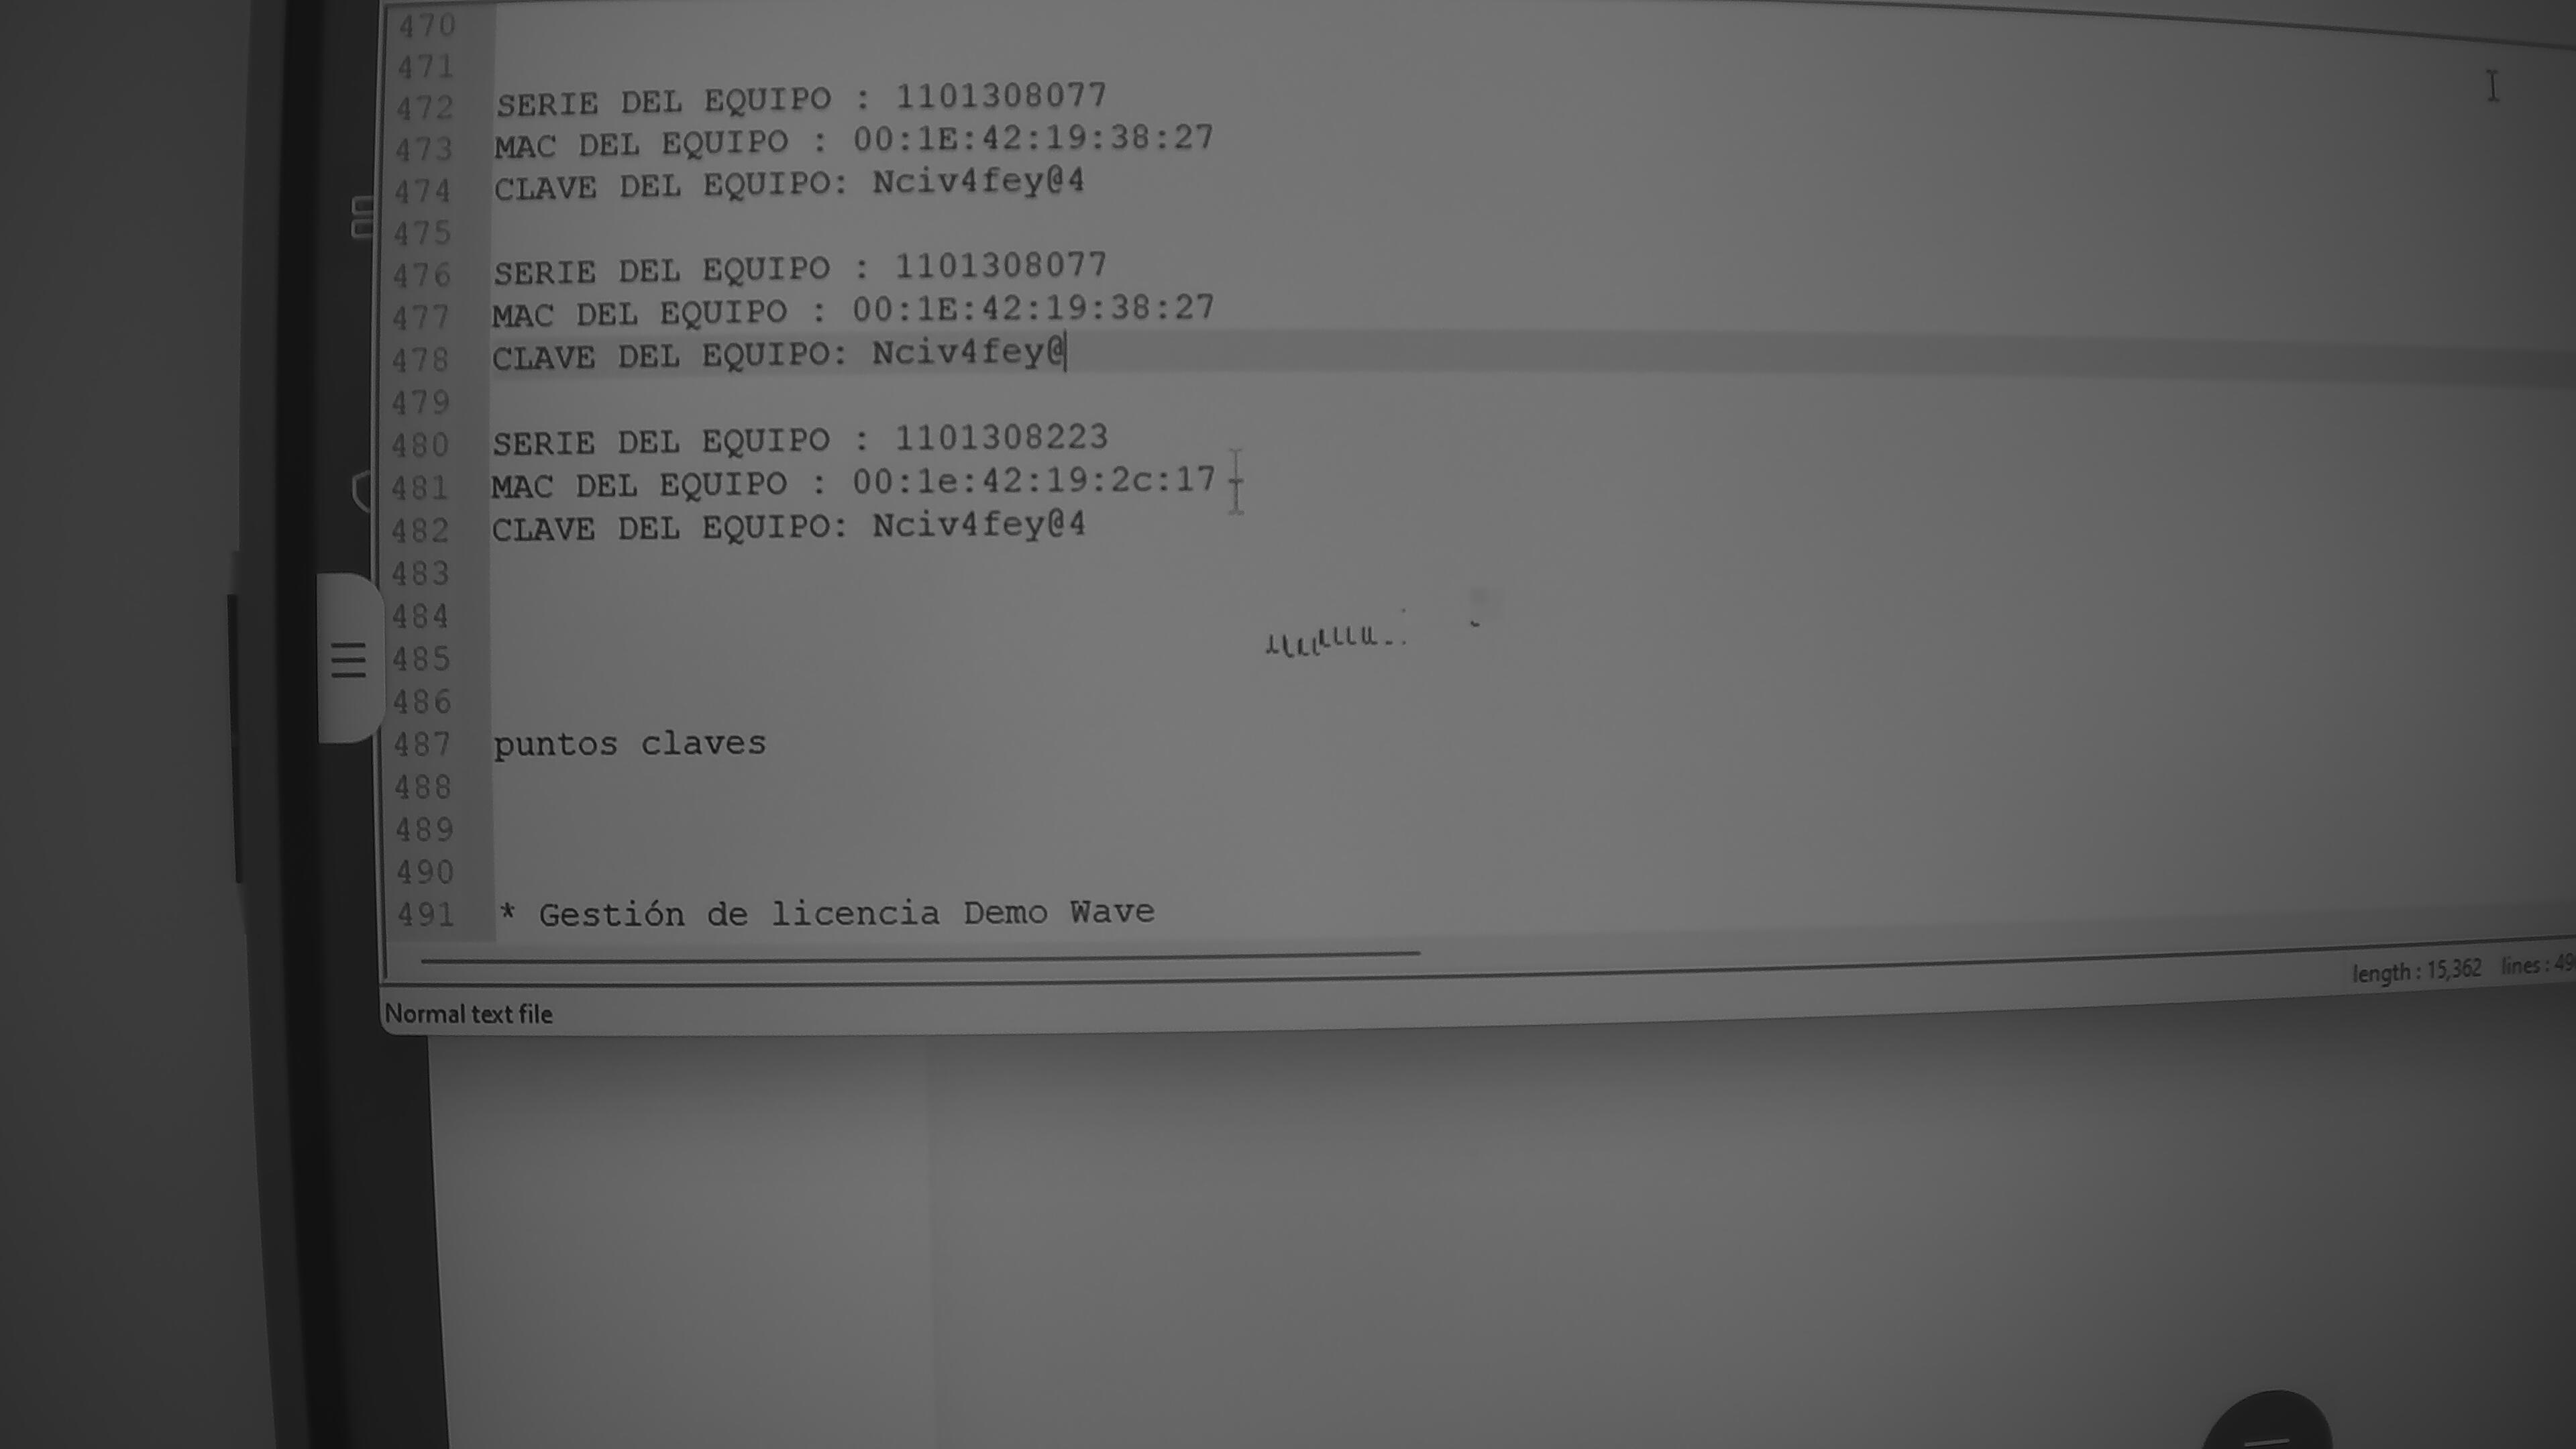 470
471
472 SERIE DEL EQUIPO : 1101308077
473 MAC DEL EQUIPO : 00:1E:42:19:38:27
474 CLAVE DEL EQUIPO: Nciv4fey@4
475
476 SERIE DEL EQUIPO : 1101308077
477 MAC DEL EQUIPO : 00:1E:42:19:38:27
478 CLAVE DEL EQUIPO: Nciv4fey@
479
480 SERIE DEL EQUIPO : 1101308223
481 MAC DEL EQUIPO : 00:1e:42:19:2c:17
482 CLAVE DEL EQUIPO: Nciv4fey@4
483
484
485
486
487 puntos claves
488
489
490
491 * Gestión de licencia Demo Wave
length : 15,362 lines : 49
Normal text file